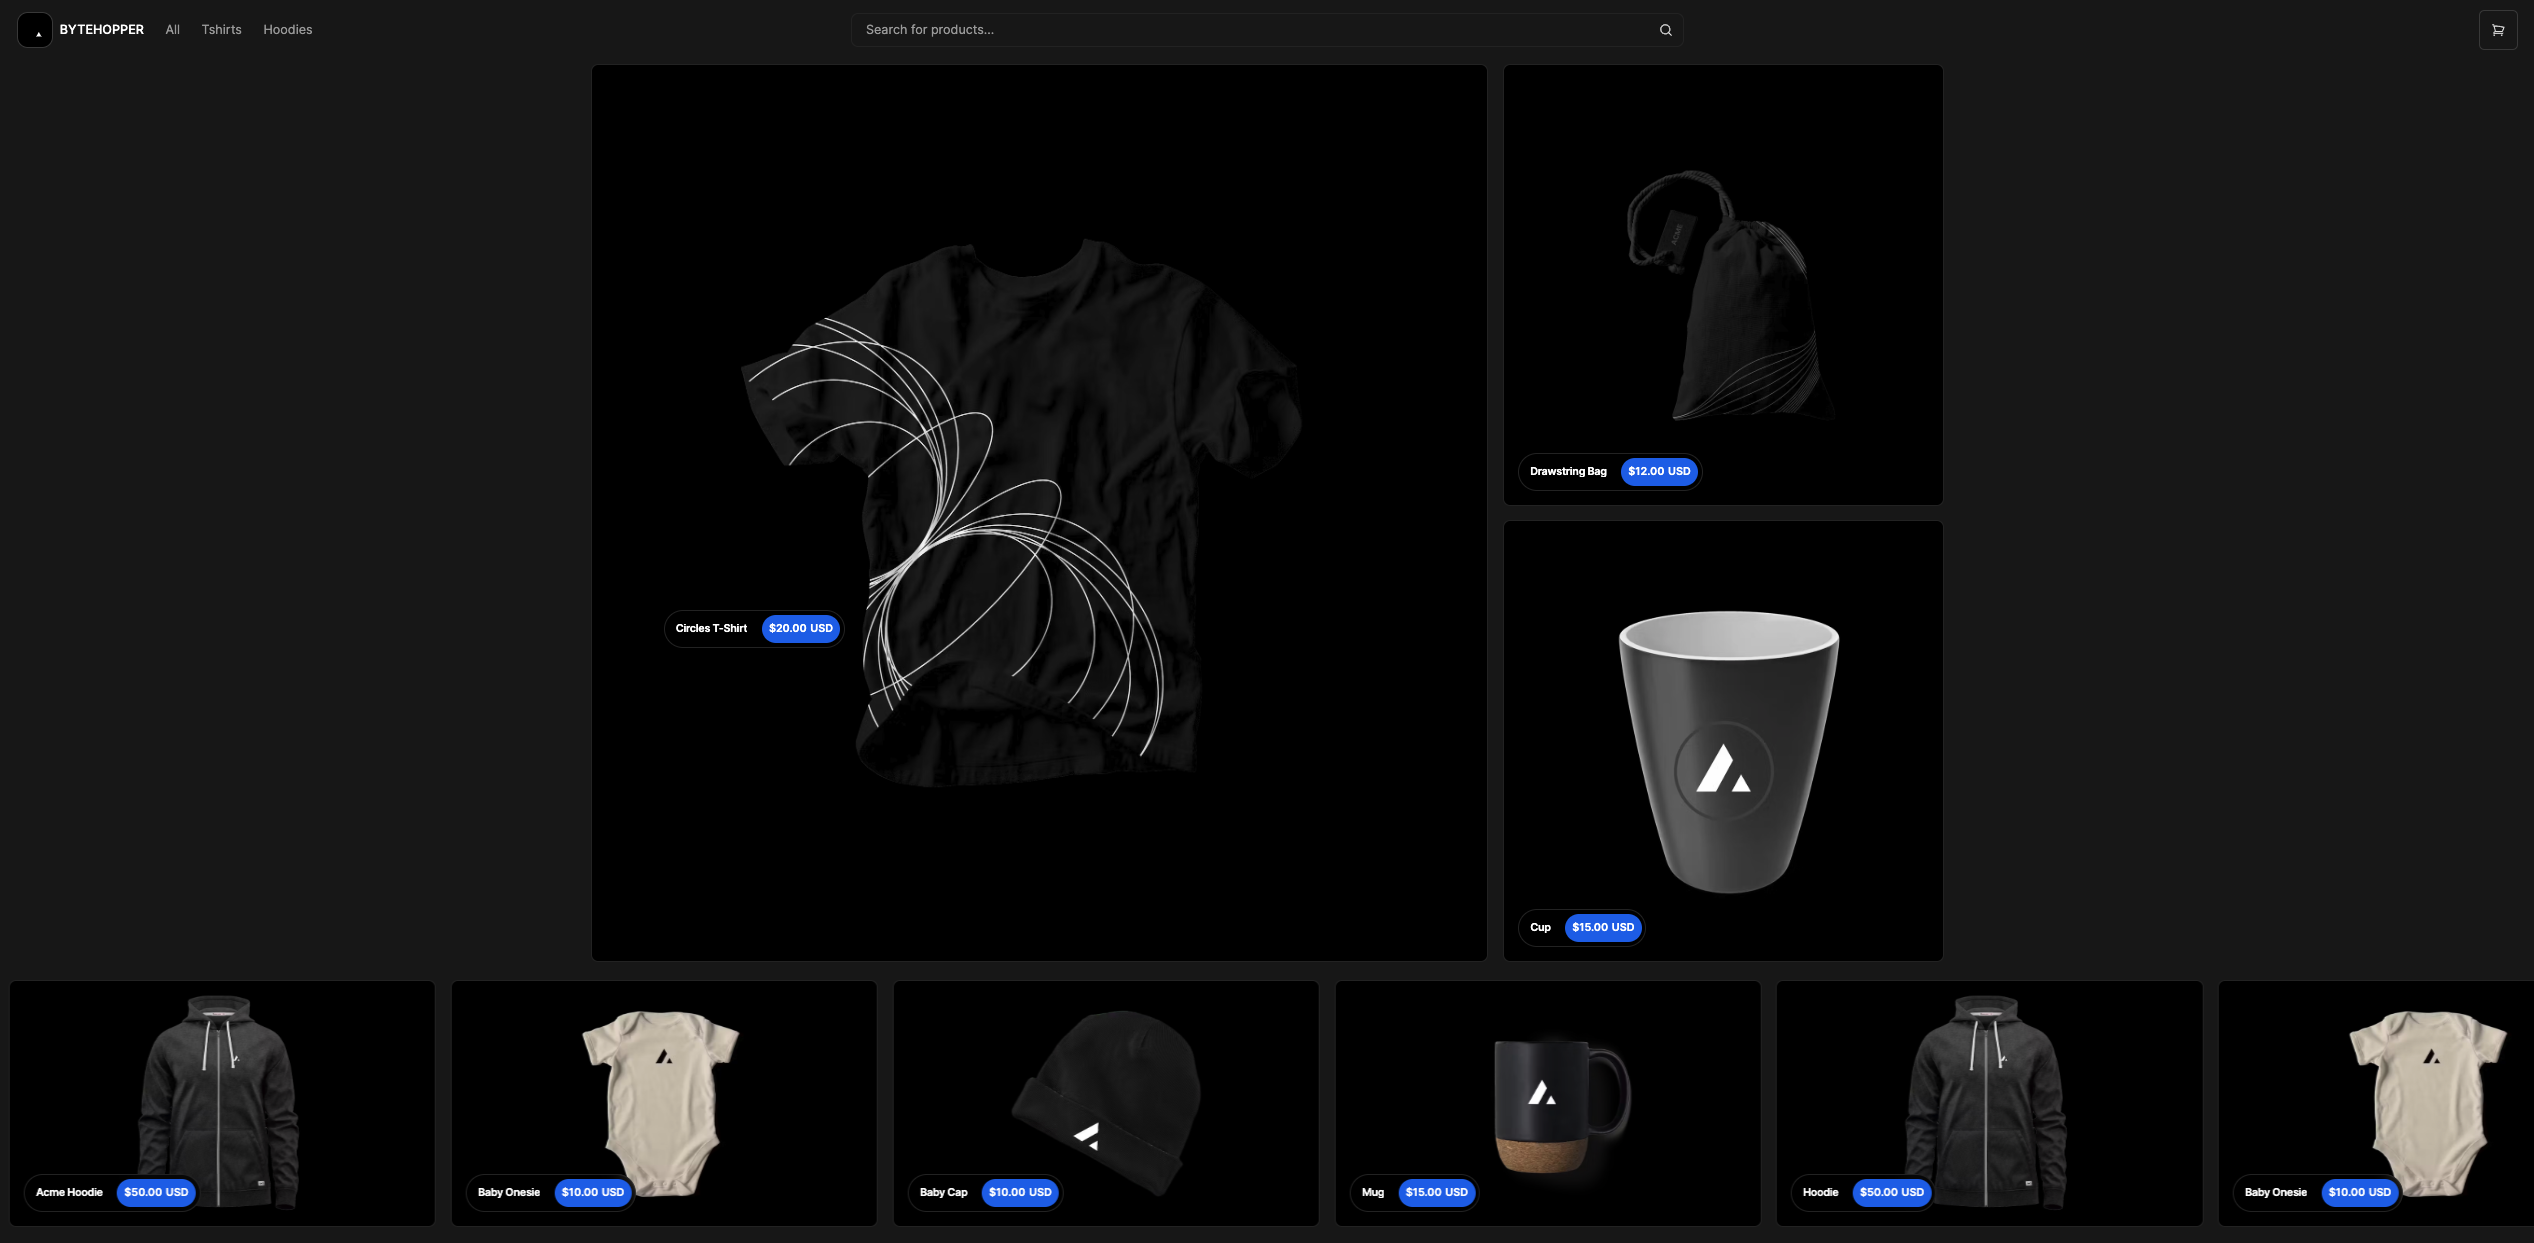 BYTEHOPPER
All
Tshirts
Hoodies
Search for products...
ACME
Drawstring Bag
$12.00 USD
Circles T-Shirt
$20.00 USD
Cup
$15.00 USD
Acme Hoodie
$50.00 USD
Baby Onesie
$10.00 USD
Baby Cap
$10.00 USD
Mug
$15.00 USD
Hoodie
$50.00 USD
Baby Onesie
$10.00 USD